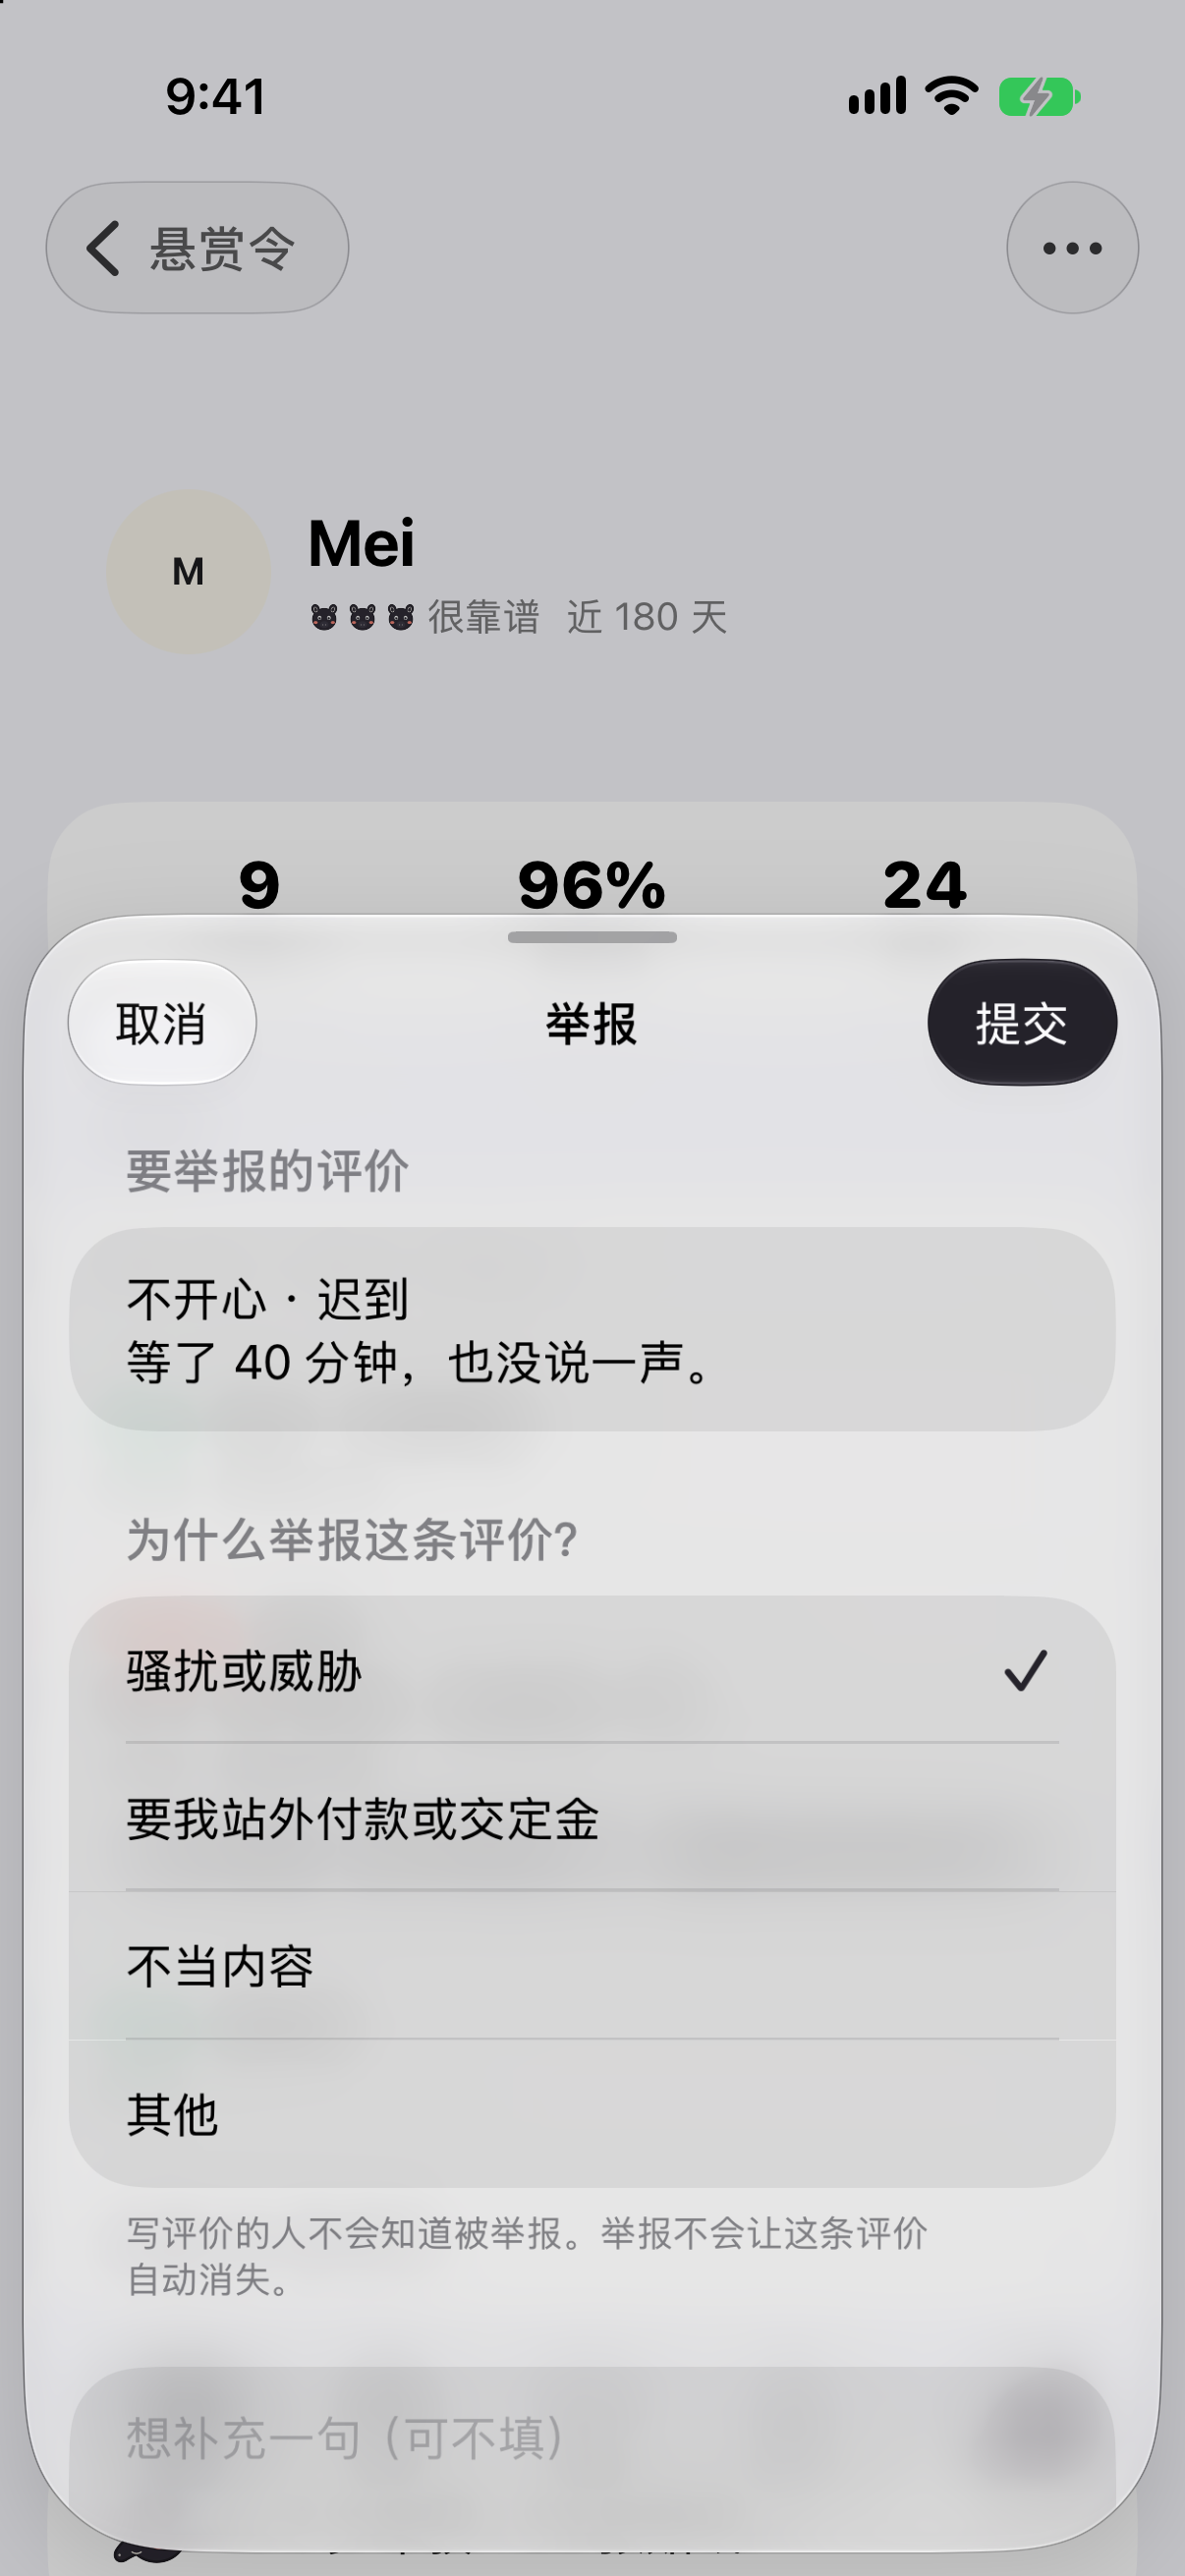 9:41
悬赏令
M
Mei
很靠谱 近 180 天
9 96% 24
取消 举报 提交
要举报的评价
不开心 · 迟到
等了 40 分钟，也没说一声。
为什么举报这条评价?
骚扰或威胁
要我站外付款或交定金
不当内容
其他
写评价的人不会知道被举报。举报不会让这条评价
自动消失。
想补充一句（可不填）